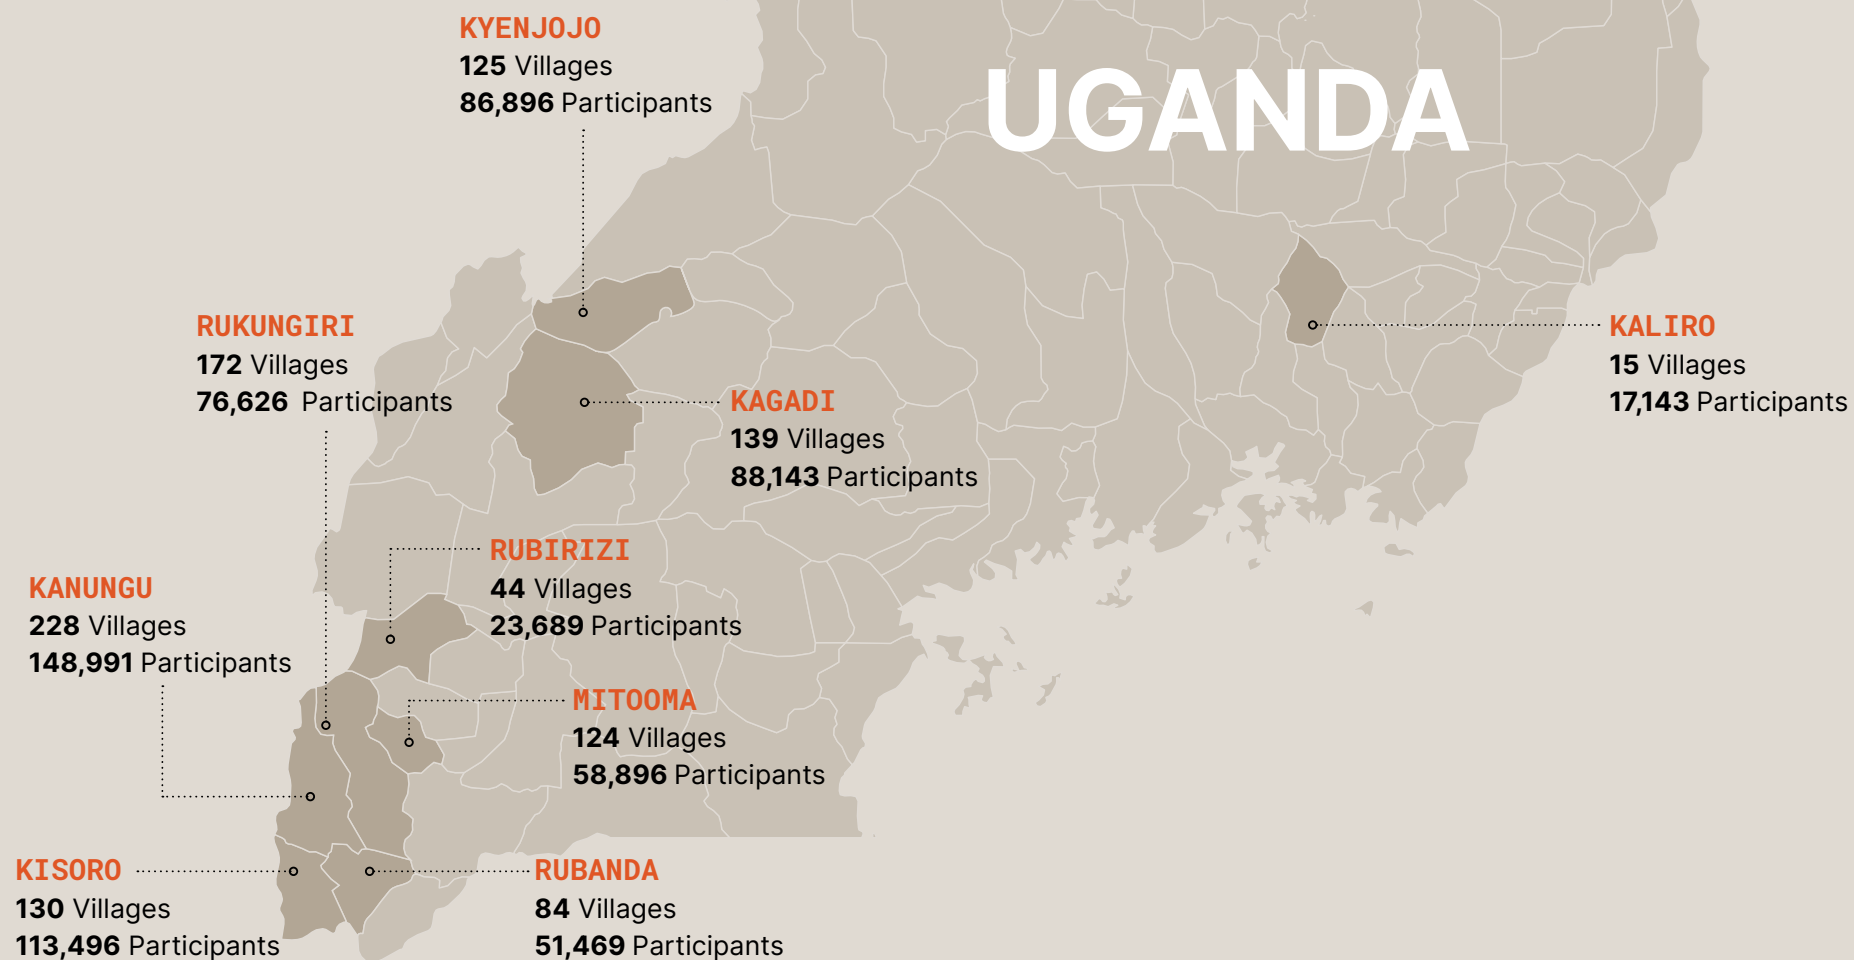 KYENJOJO
125 Villages
86,896 Participants
UGANDA
RUKUNGIRI
172 Villages
76,626 Participants
KAGADI
139 Villages
88,143 Participants
KALIRO
15 Villages
17,143 Participants
RUBIRIZI
44 Villages
23,689 Participants
KANUNGU
228 Villages
148,991 Participants
MITOOMA
124 Villages
58,896 Participants
KISORO
130 Villages
113,496 Participants
RUBANDA
84 Villages
51,469 Participants